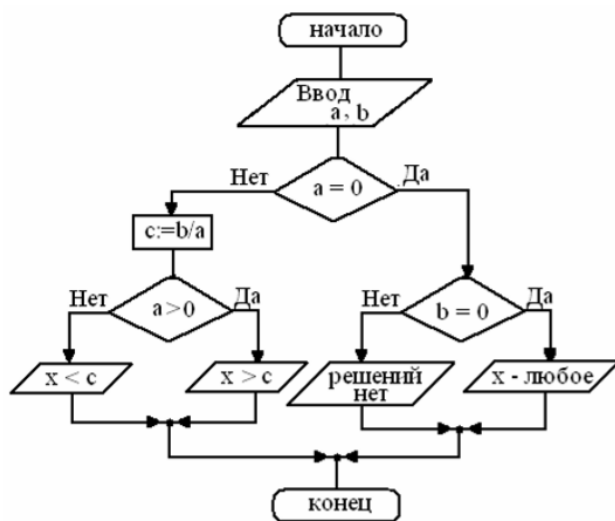 начало
Ввод
a, b
Нет
Да
a = 0
c:=b/a
Нет
Да
a > 0
Нет
Да
b = 0
x < c
x > c
решений
нет
x - любое
конец